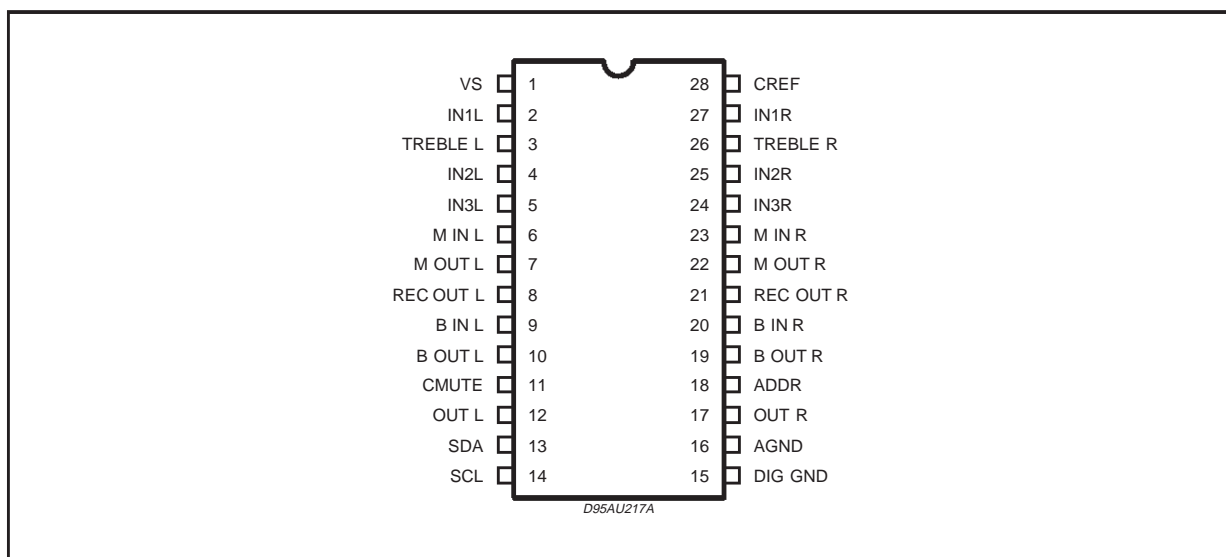 VS 1 28 CREF
IN1L 2 27 IN1R
TREBLE L 3 26 TREBLE R
IN2L 4 25 IN2R
IN3L 5 24 IN3R
M IN L 6 23 M IN R
M OUT L 7 22 M OUT R
REC OUT L 8 21 REC OUT R
B IN L 9 20 B IN R
B OUT L 10 19 B OUT R
CMUTE 11 18 ADDR
OUT L 12 17 OUT R
SDA 13 16 AGND
SCL 14 15 DIG GND
D95AU217A